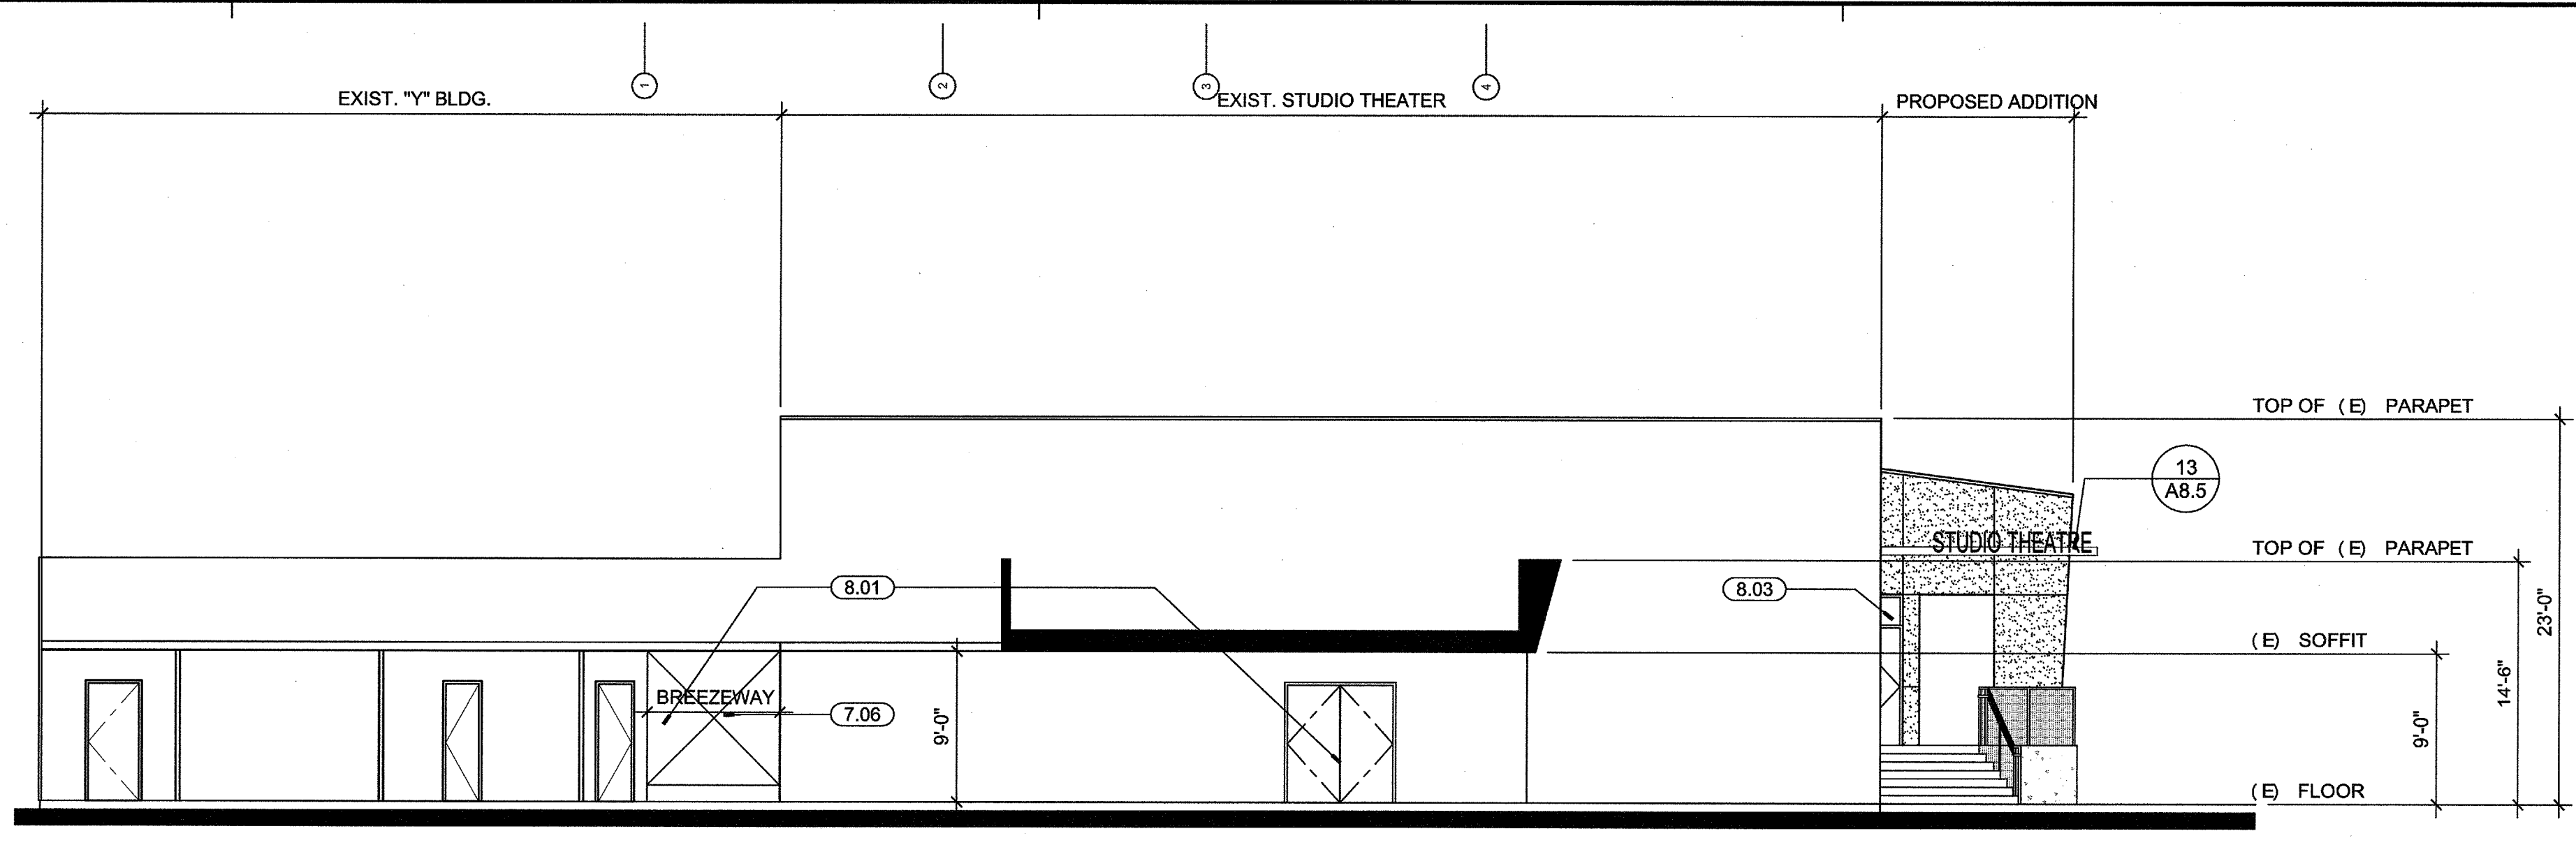 1
2
3
4
EXIST. "Y" BLDG.
EXIST. STUDIO THEATER
PROPOSED ADDITION
TOP OF (E) PARAPET
13
A8.5
STUDIO THEATRE
TOP OF (E) PARAPET
8.01
8.03
23'-0"
(E) SOFFIT
14'-6"
BREEZEWAY
7.06
9'-0"
9'-0"
(E) FLOOR